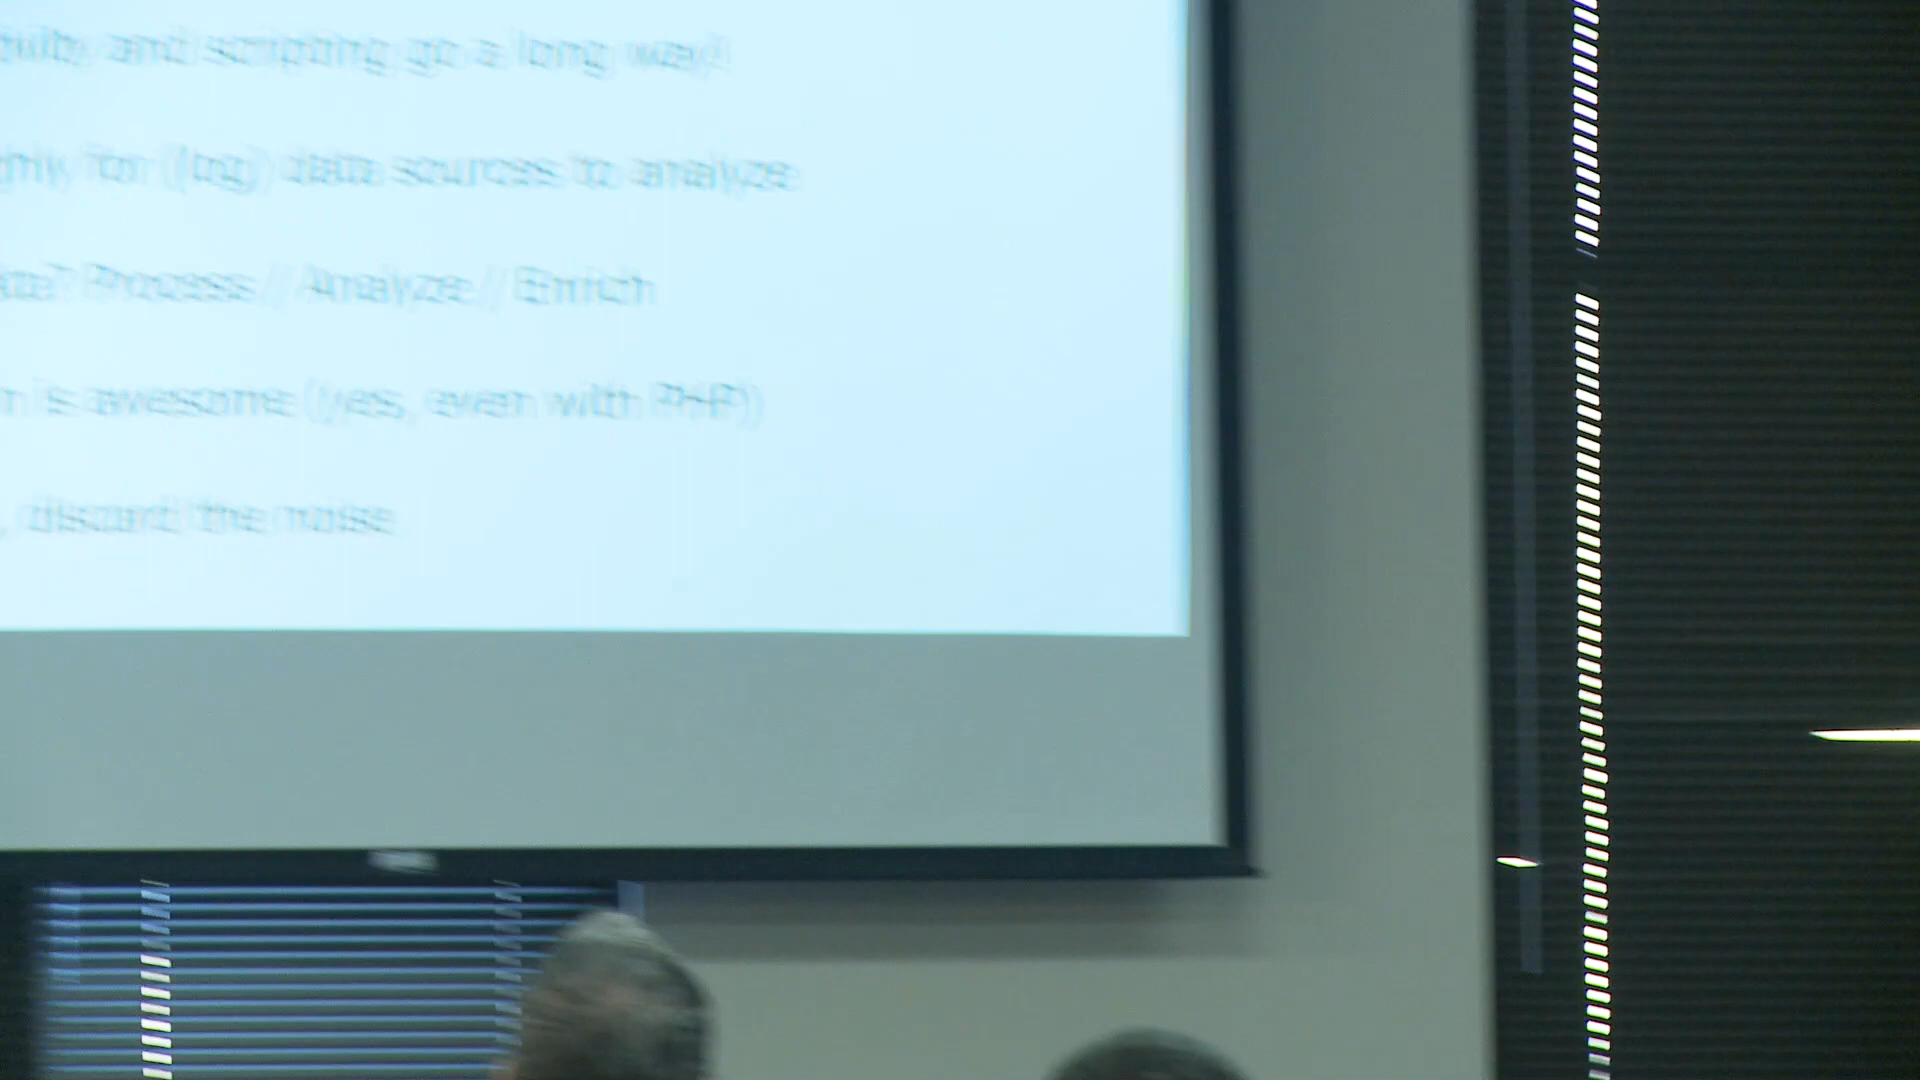 and scripting go a long way!
for (log) data sources to analyze
Process // Analyze // Enrich
is awesome (yes, even with PHP)
, discard the noise